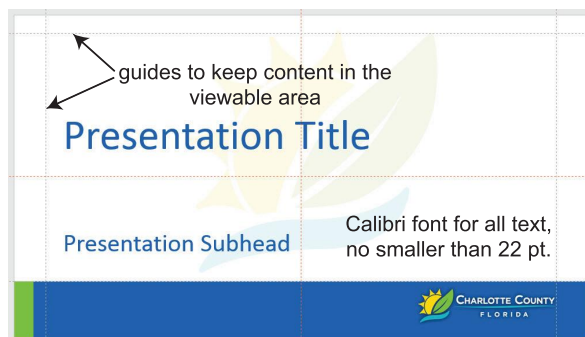 guides to keep content in the
viewable area
Presentation Title
Presentation Subhead
Calibri font for all text,
no smaller than 22 pt.
CHARLOTTE COUNTY
FLORIDA